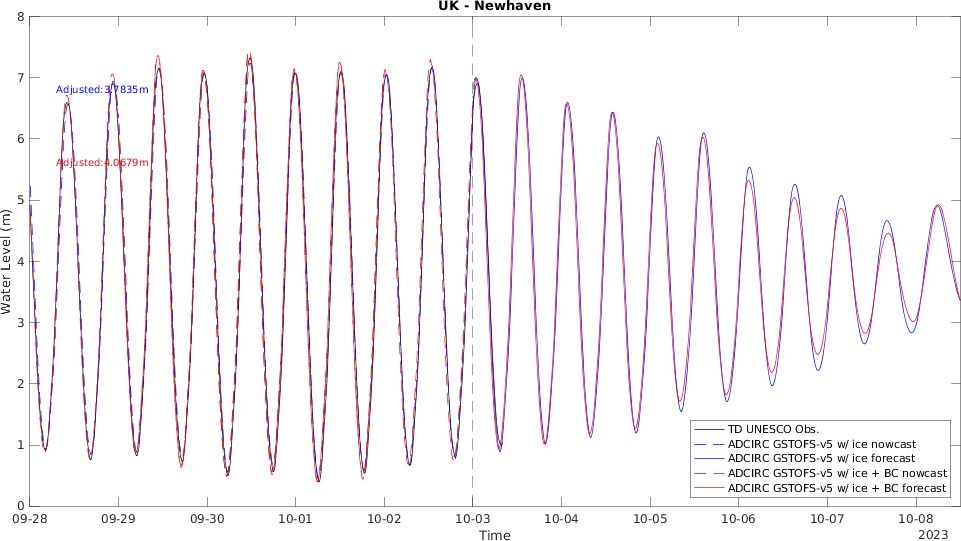 UK - Newhaven
8
7
6
5
4
3
2
1
0
Water Level (m)
Adjusted:3.7835m
Adjusted:4.0679m
TD UNESCO Obs.
ADCIRC GSTOFS-v5 w/ ice nowcast
ADCIRC GSTOFS-v5 w/ ice forecast
ADCIRC GSTOFS-v5 w/ ice + BC nowcast
ADCIRC GSTOFS-v5 w/ ice + BC forecast
09-28 09-29 09-30 10-01 10-02 10-03 10-04 10-05 10-06 10-07 10-08
Time
2023